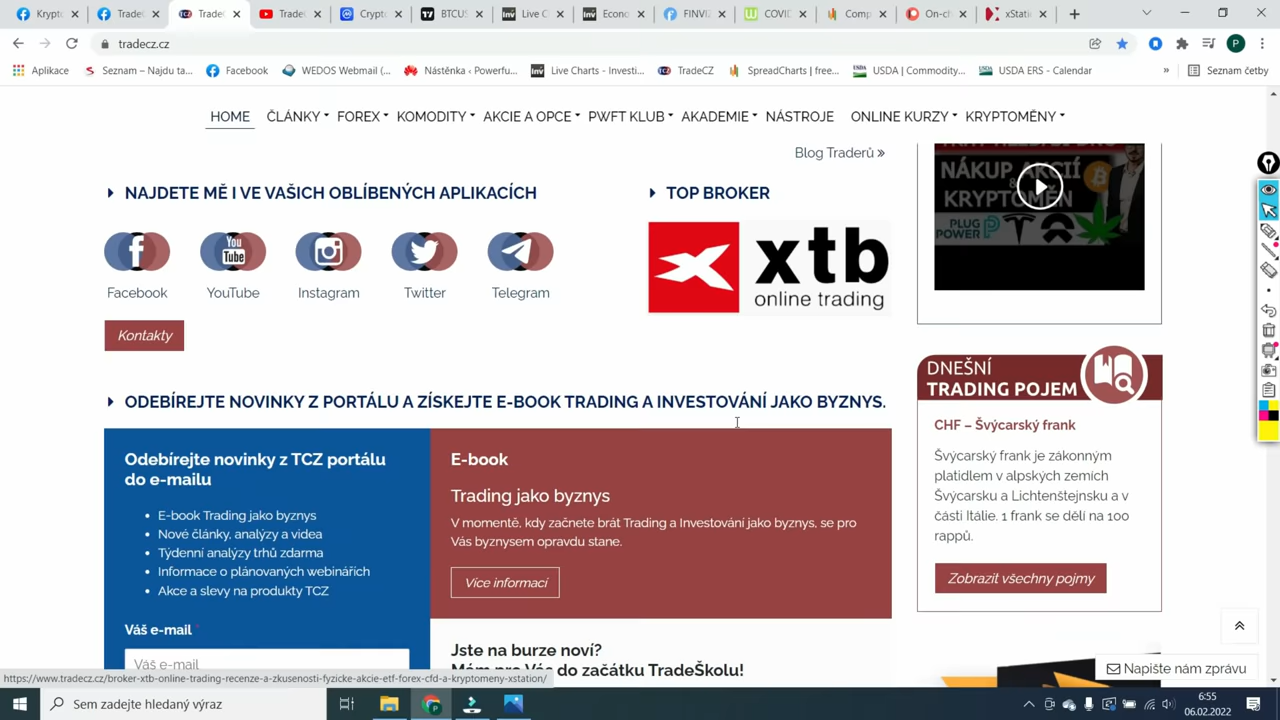 Krypto
TradeL
TradeC
Tradel
Crypto
BTCUS
Live C
Econo
FINVIZ
COVID
Comp
On-ch
xStati
tradecz.cz
P
Aplikace
Seznam – Najdu ta...
Facebook
WEDOS Webmail (...
Nástěnka ‹ Powerfu...
Live Charts - Investi...
TradeCZ
SpreadCharts | free...
USDA | Commodity...
USDA ERS - Calendar
»
Seznam četby
HOME
ČLÁNKY
FOREX
KOMODITY
AKCIE A OPCE
PWFT KLUB
AKADEMIE
NÁSTROJE
ONLINE KURZY
KRYPTOMĚNY
Blog Traderů »
NÁKUP AKCIÍ
KRYPTOMĚN
PLUG
POWER
NAJDETE MĚ I VE VAŠICH OBLÍBENÝCH APLIKACÍCH
You
Tube
Facebook
YouTube
Instagram
Twitter
Telegram
Kontakty
TOP BROKER
xtb
online trading
ODEBÍREJTE NOVINKY Z PORTÁLU A ZÍSKEJTE E-BOOK TRADING A INVESTOVÁNÍ JAKO BYZNYS.
Odebírejte novinky z TCZ portálu
do e-mailu
E-book Trading jako byznys
Nové články, analýzy a videa
Týdenní analýzy trhů zdarma
Informace o plánovaných webinářích
Akce a slevy na produkty TCZ
Váš e-mail *
Váš e-mail
E-book
Trading jako byznys
V momentě, kdy začnete brát Trading a Investování jako byznys, se pro
Vás byznysem opravdu stane.
Více informací
Jste na burze noví?
Mám pro Vás do začátku TradeŠkolu!
DNEŠNÍ
TRADING POJEM
CHF – Švýcarský frank
Švýcarský frank je zákonným
platidlem v alpských zemích
Švýcarsku a Lichtenštejnsku a v
části Itálie. 1 frank se dělí na 100
rappů.
Zobrazit všechny pojmy
Napište nám zprávu
https://www.tradecz.cz/broker-xtb-online-trading-recenze-a-zkusenosti-fyzicke-akcie-etf-forex-cfd-a-kryptomeny-xstation/
Sem zadejte hledaný výraz
6:55
06.02.2022